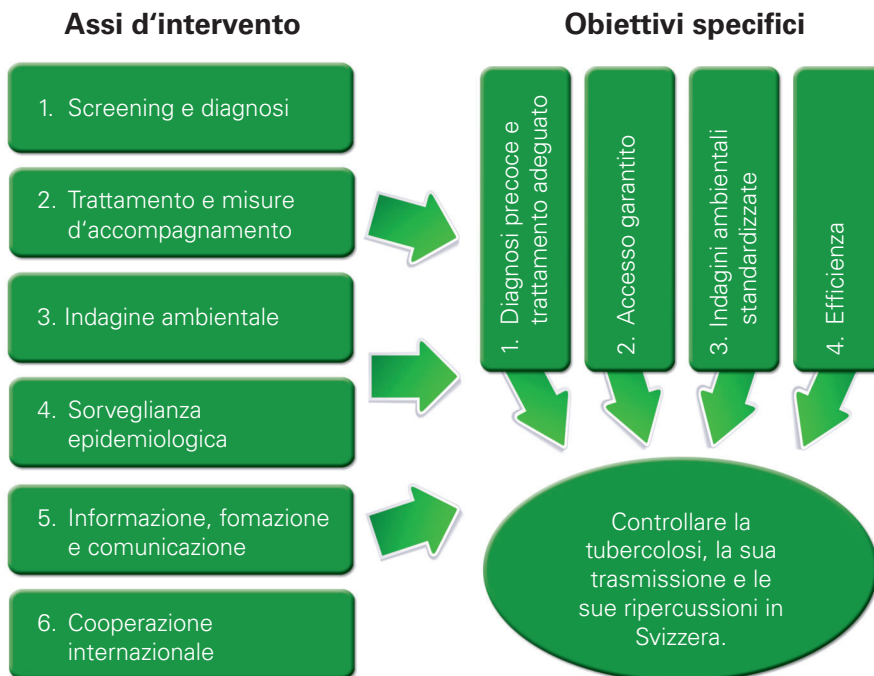 Assi d‘intervento
1. Screening e diagnosi
2. Trattamento e misure
d‘accompagnamento
3. Indagine ambientale
4. Sorveglianza
epidemiologica
5. Informazione, fomazione
e comunicazione
6. Cooperazione
internazionale
Obiettivi specifici
1. Diagnosi precoce e
trattamento adeguato
2. Accesso garantito
3. Indagini ambientali
standardizzate
4. Efficienza
Controllare la
tubercolosi, la sua
trasmissione e le
sue ripercussioni in
Svizzera.